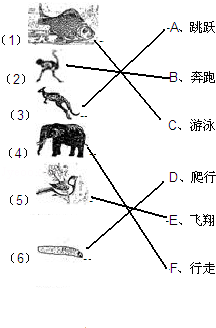 （1）
A、跳跃
（2）
B、奔跑
（3）
C、游泳
（4）
D、爬行
（5）
E、飞翔
（6）
F、行走